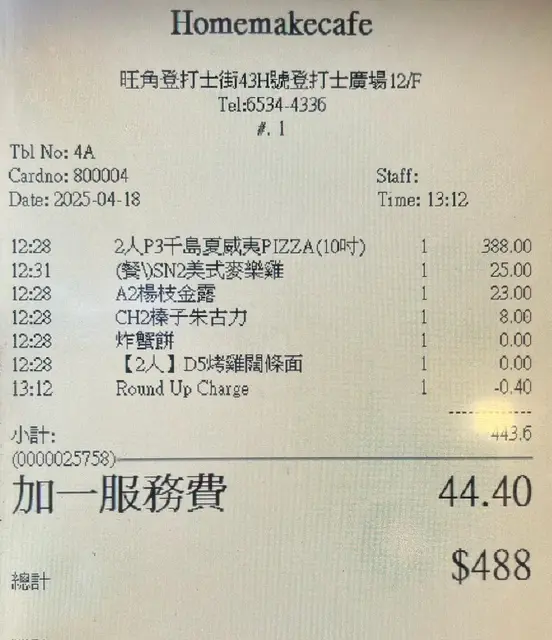 Homemakecafe
旺角登打士街43H號登打士廣場12/F
Tel:6534-4336
#. 1
Tbl No: 4A
Cardno: 800004 Staff:
Date: 2025-04-18 Time: 13:12
12:28 2人P3千島夏威夷PIZZA(10吋) 1 388.00
12:31 (餐\)SN2美式麥樂雞 1 25.00
12:28 A2楊枝金露 1 23.00
12:28 CH2榛子朱古力 1 8.00
12:28 炸蟹餅 1 0.00
12:28 【2人】D5烤雞闊條面 1 0.00
13:12 Round Up Charge 1 -0.40
小計: 443.6
(0000025758)
加一服務費 44.40
總計 $488